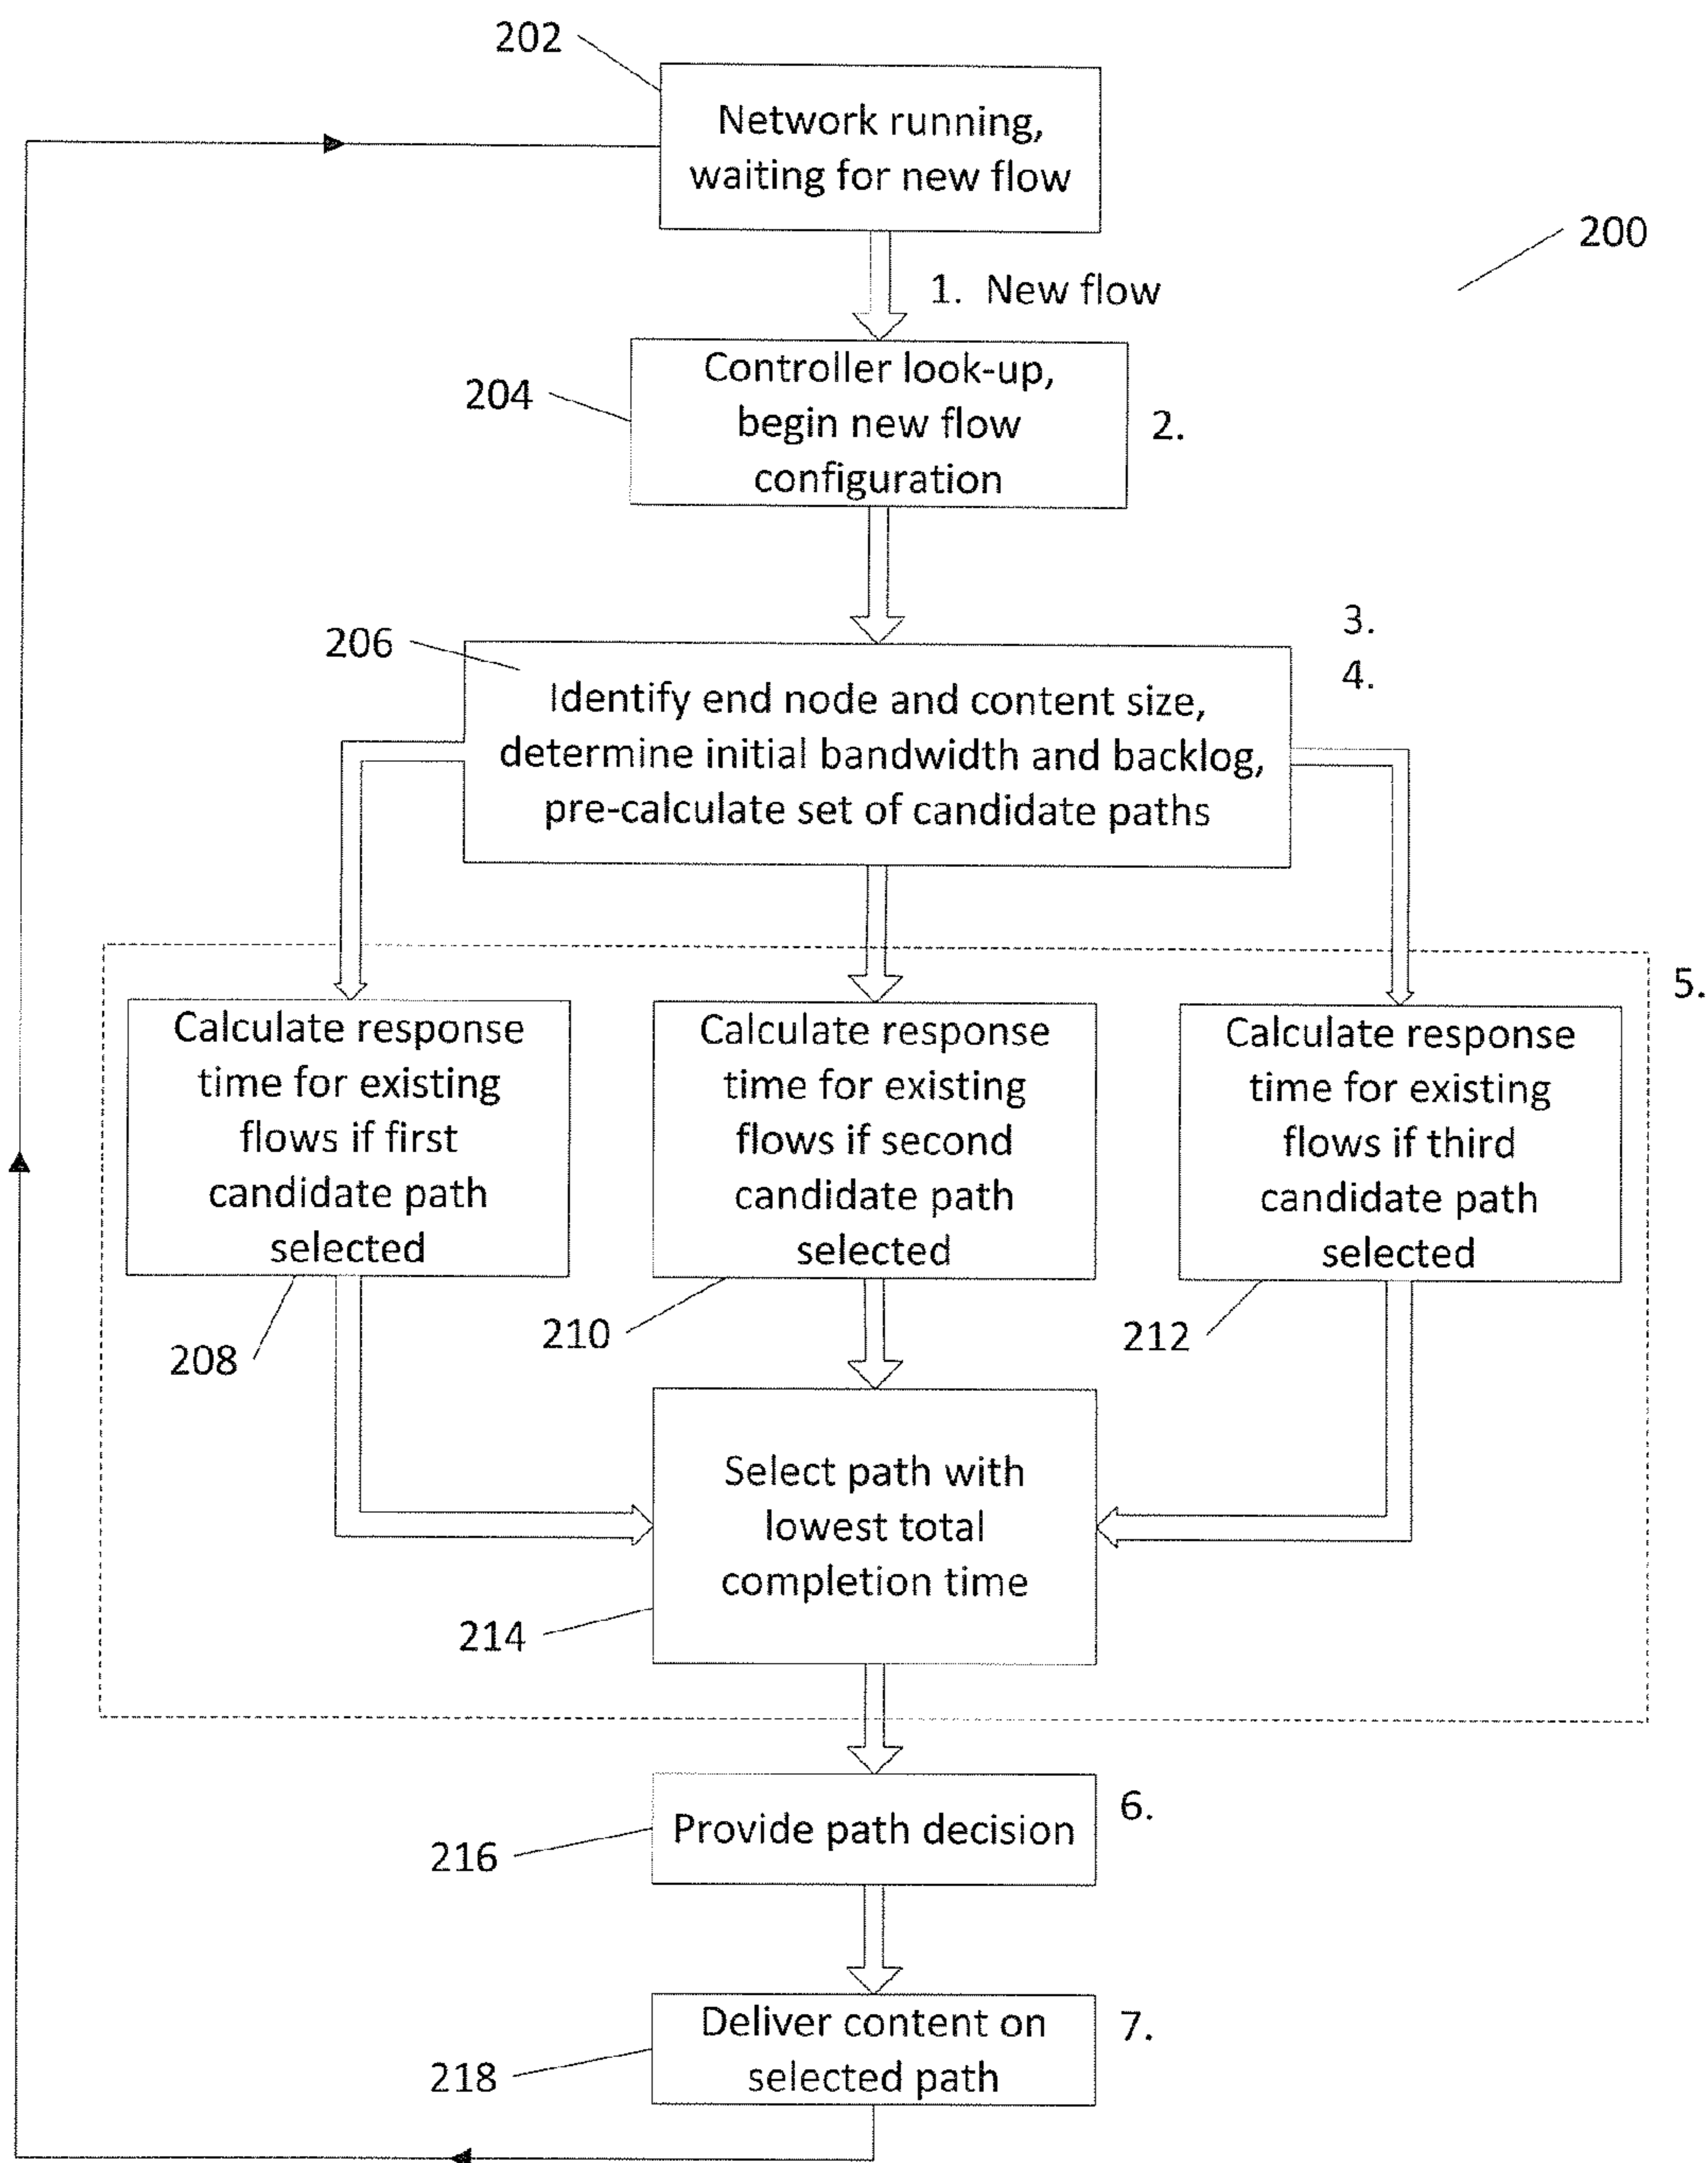 202
Network running,
waiting for new flow
200
1. New flow
204
Controller look-up,
begin new flow
configuration
2.
3.
4.
206
Identify end node and content size,
determine initial bandwidth and backlog,
pre-calculate set of candidate paths
5.
Calculate response
time for existing
flows if first
candidate path
selected
208
Calculate response
time for existing
flows if second
candidate path
selected
210
Calculate response
time for existing
flows if third
candidate path
selected
212
Select path with
lowest total
completion time
214
Provide path decision
6.
216
Deliver content on
selected path
7.
218